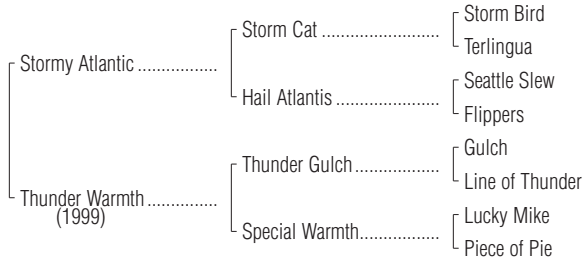 Storm Bird
Storm Cat ........................
Terlingua
Stormy Atlantic ................
Seattle Slew
Hail Atlantis .....................
Flippers
Gulch
Thunder Gulch .................
Line of Thunder
Thunder Warmth ..............
(1999)
Lucky Mike
Special Warmth................
Piece of Pie